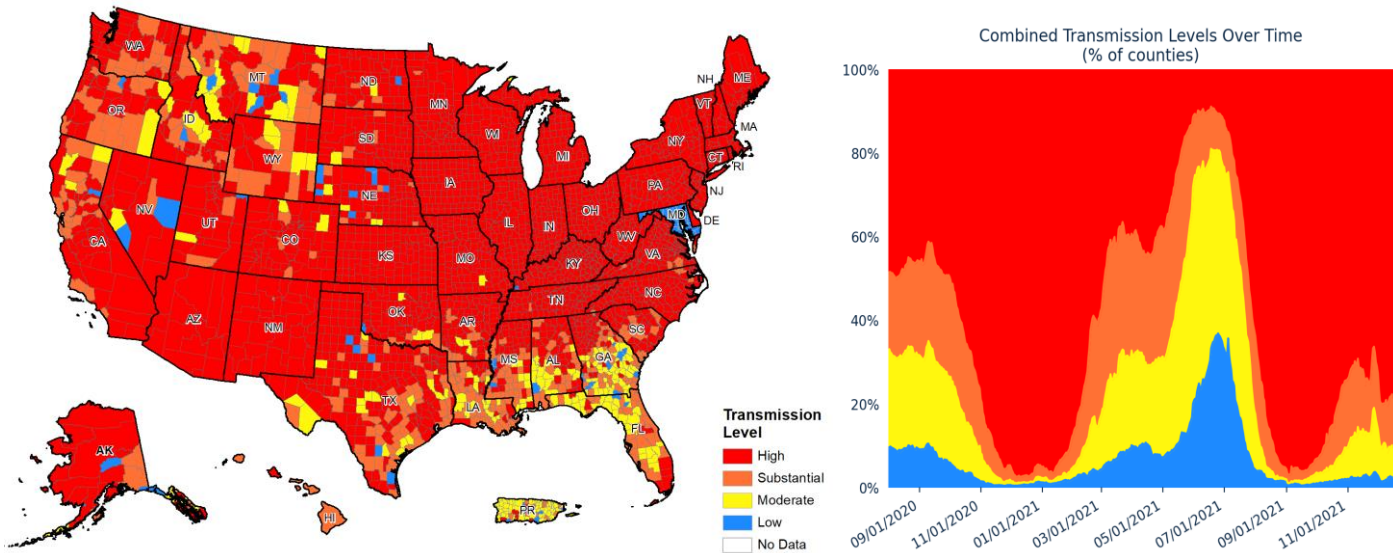 WA
MT
ND
MN
OR
ID
SD
WI
WY
MI
NV
UT
CO
NE
IA
CA
AZ
NM
KS
MO
IL
IN
OH
KY
WV
VA
PA
NY
NH
VT
ME
MA
CT
RI
NJ
DE
MD
OK
AR
TN
NC
SC
MS
AL
GA
TX
LA
FL
AK
HI
PR
Transmission
Level
High
Substantial
Moderate
Low
No Data
Combined Transmission Levels Over Time
(% of counties)
100%
80%
60%
40%
20%
0%
09/01/2020
11/01/2020
01/01/2021
03/01/2021
05/01/2021
07/01/2021
09/01/2021
11/01/2021